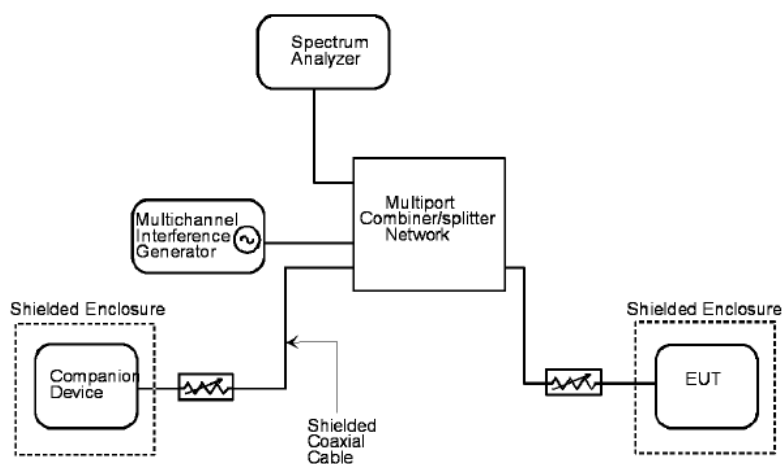 Spectrum
Analyzer
Multiport
Combiner/splitter
Network
Multichannel
Interference
Generator
Shielded Enclosure
Companion
Device
Shielded
Coaxial
Cable
Shielded Enclosure
EUT